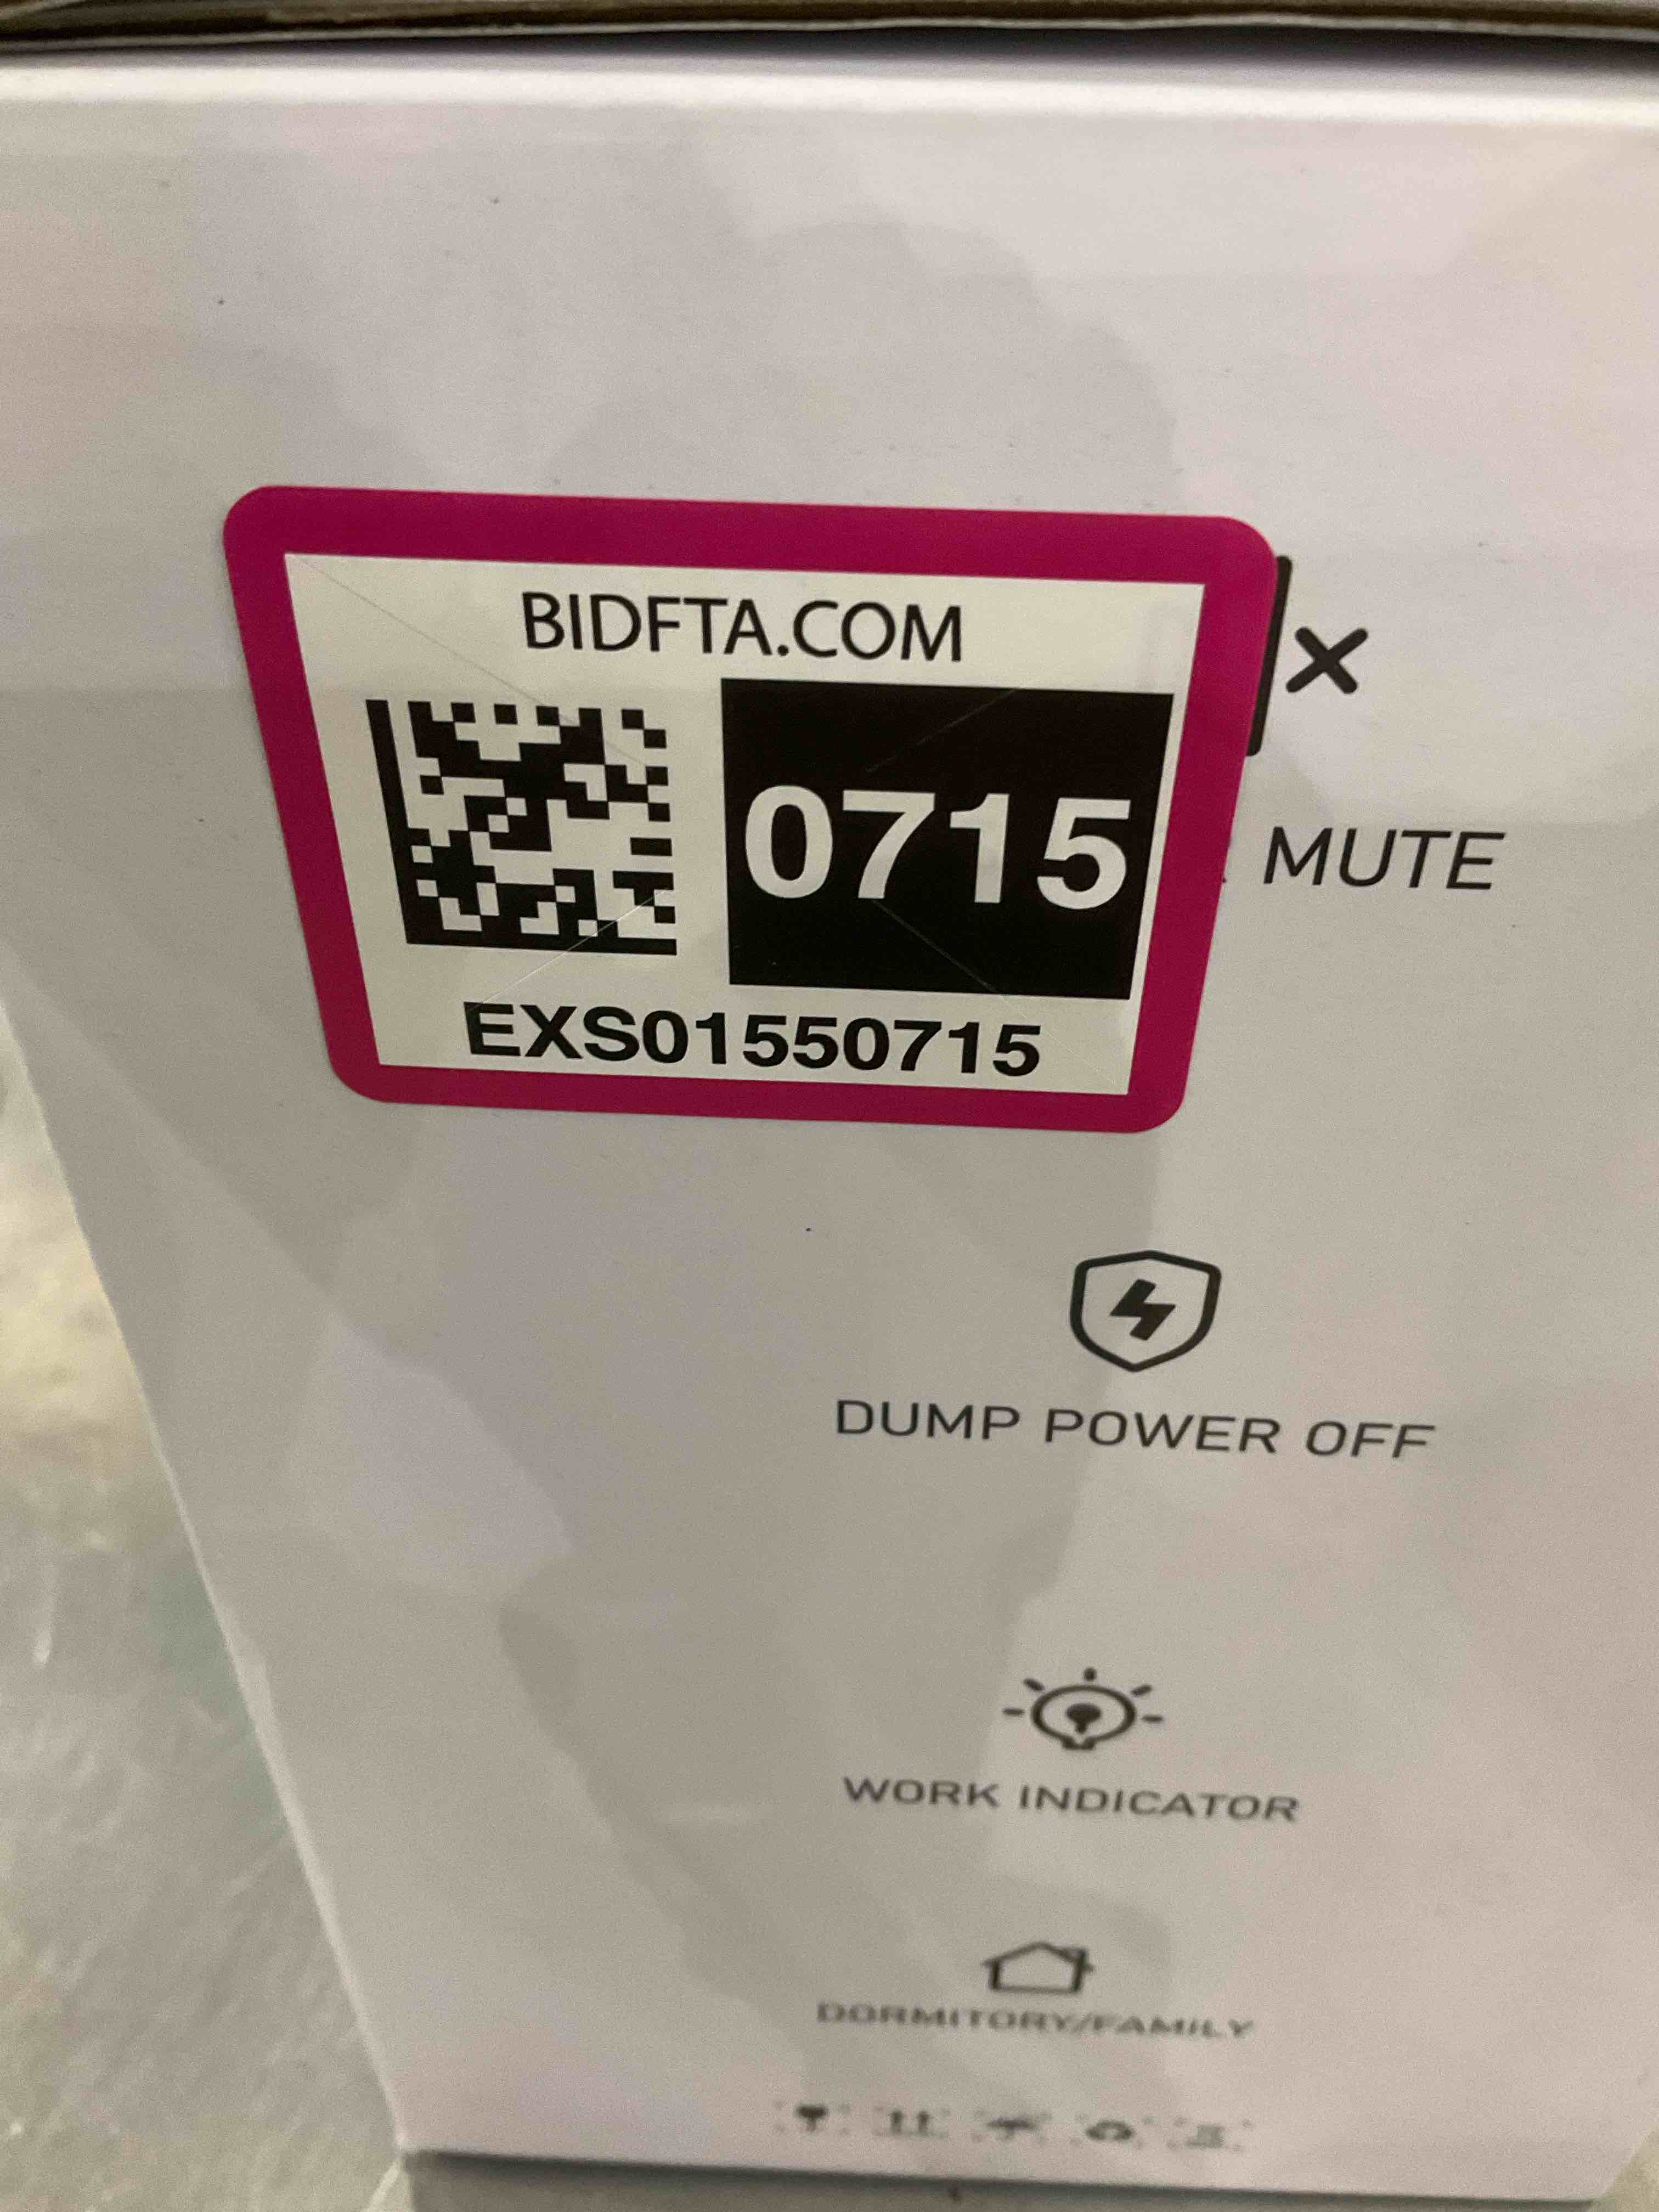 BIDFTA.COM
0715
EXS01550715
MUTE
DUMP POWER OFF
WORK INDICATOR
DORMITORY/FAMILY